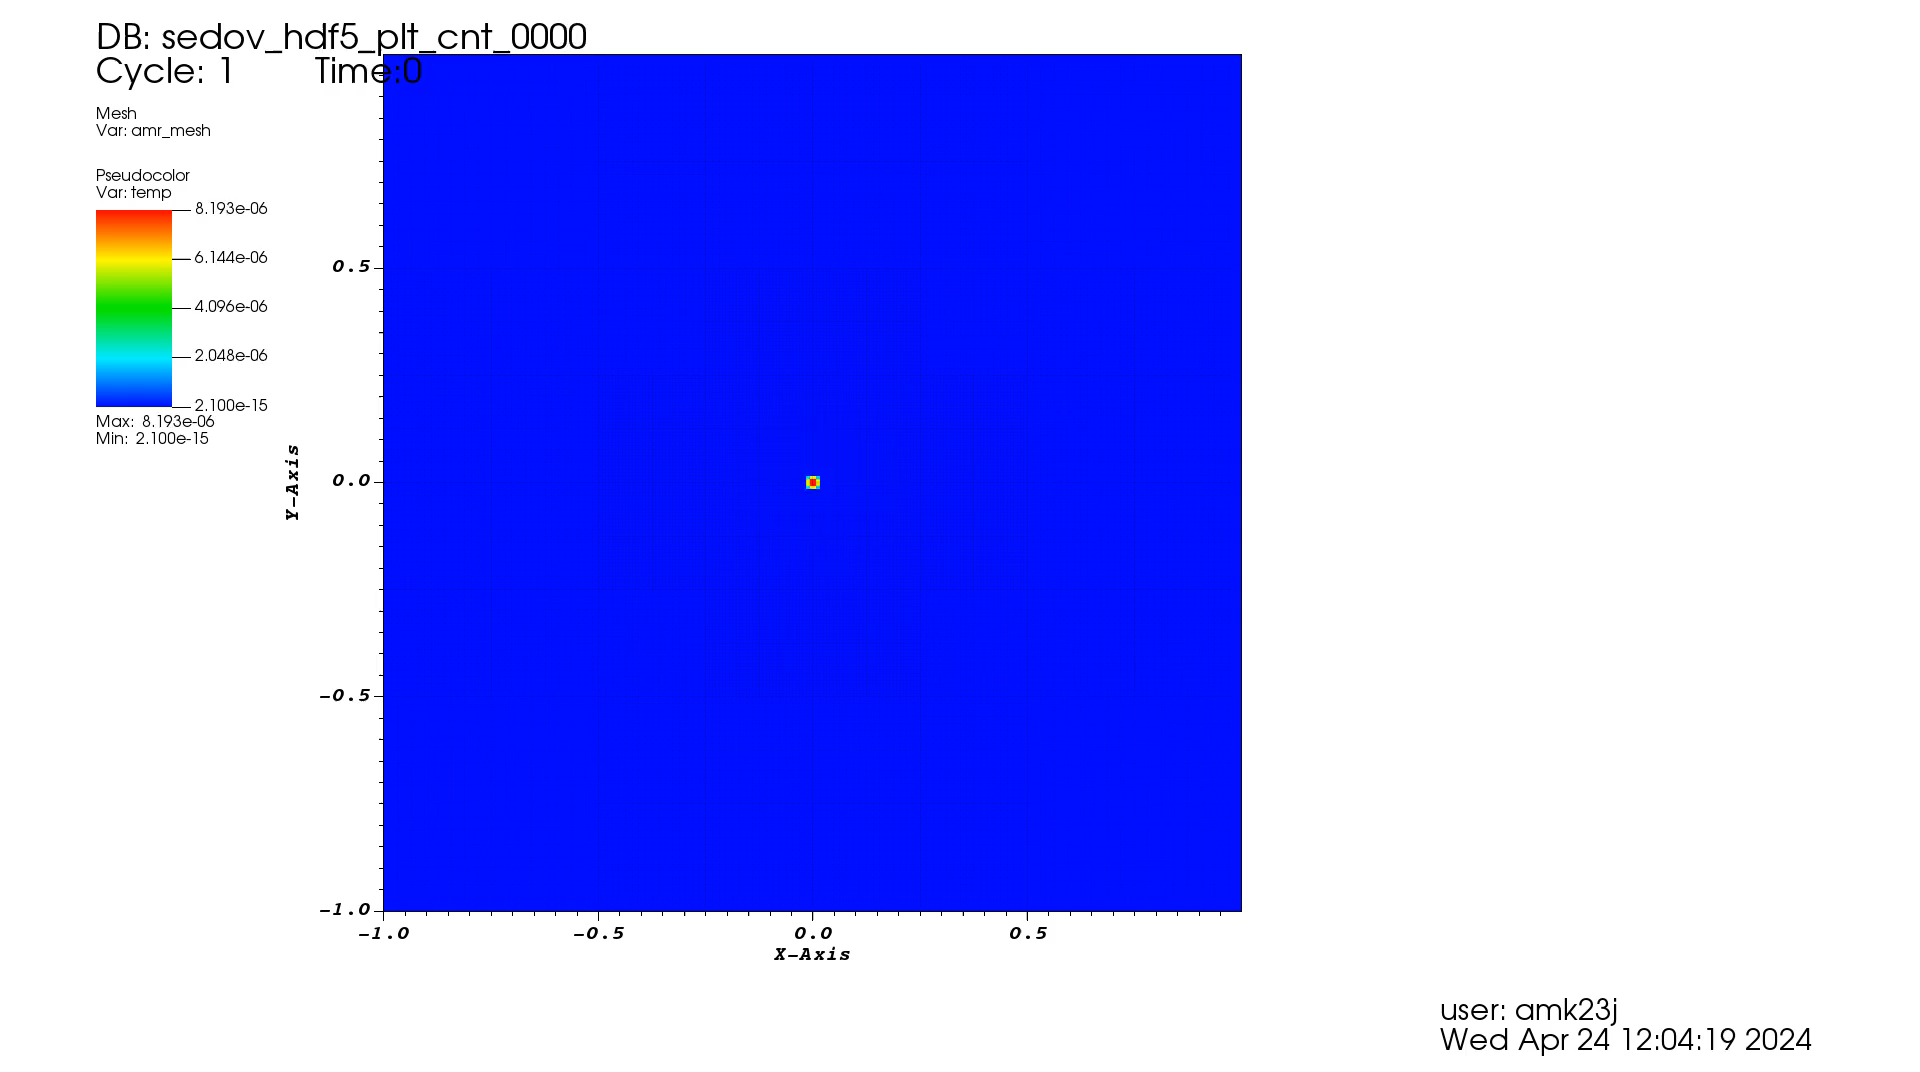 DB: sedov_hdf5_plt_cnt_0000
Cycle: 1 Time:0
Mesh
Var: amr_mesh
Pseudocolor
Var: temp
8.193e-06
6.144e-06
4.096e-06
2.048e-06
2.100e-15
Max: 8.193e-06
Min: 2.100e-15
Y-Axis
0.5
0.0
-0.5
-1.0
-1.0 -0.5 0.0 0.5
X-Axis
user: amk23j
Wed Apr 24 12:04:19 2024